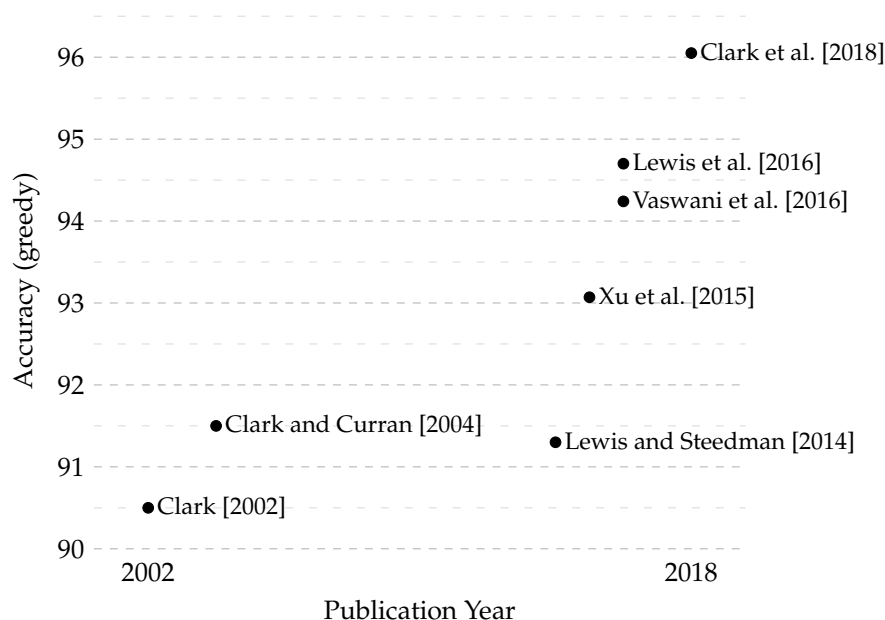 96
Clark et al. [2018]
95
Lewis et al. [2016]
Vaswani et al. [2016]
94
Accuracy (greedy)
93
Xu et al. [2015]
92
Clark and Curran [2004]
Lewis and Steedman [2014]
91
Clark [2002]
90
2002
2018
Publication Year